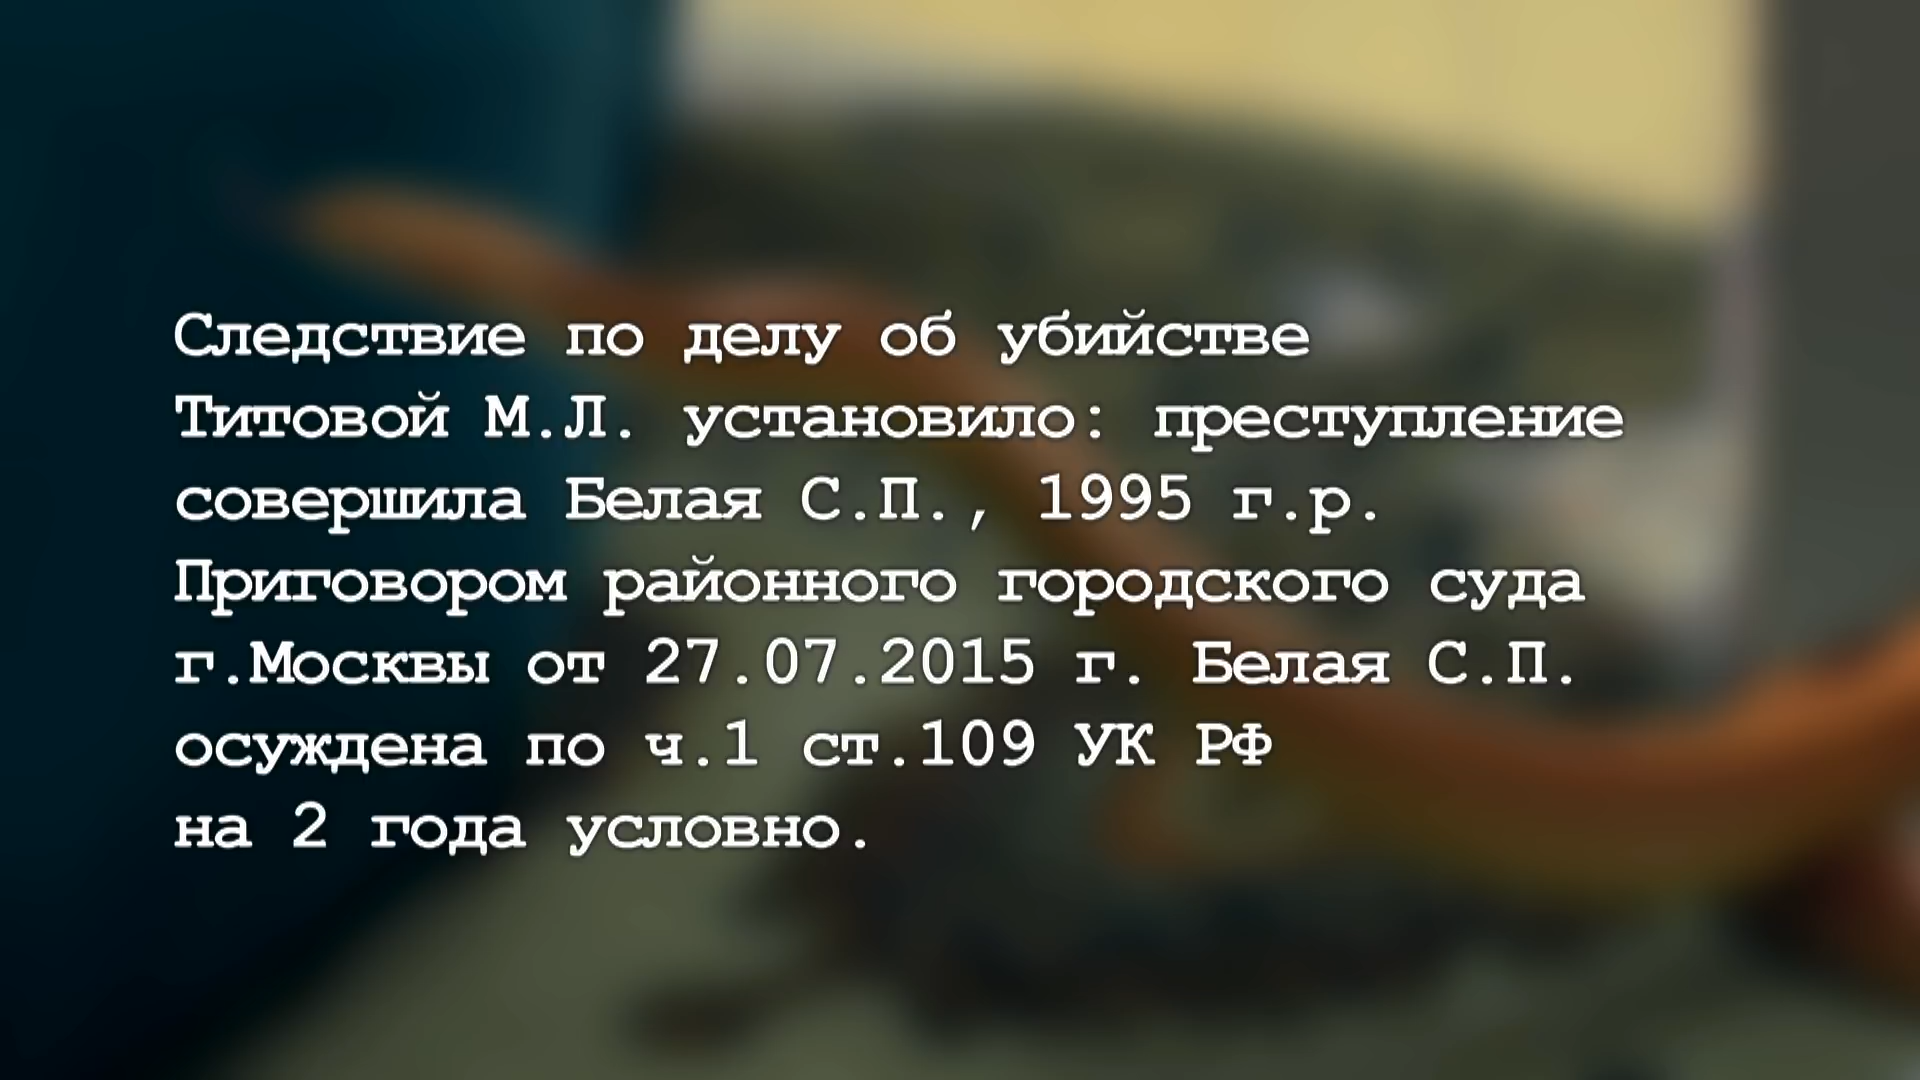 Следствие по делу об убийстве
Титовой М.Л. установило: преступление
совершила Белая С.П., 1995 г.р.
Приговором районного городского суда
г.Москвы от 27.07.2015 г. Белая С.П.
осуждена по ч.1 ст.109 УК РФ
на 2 года условно.